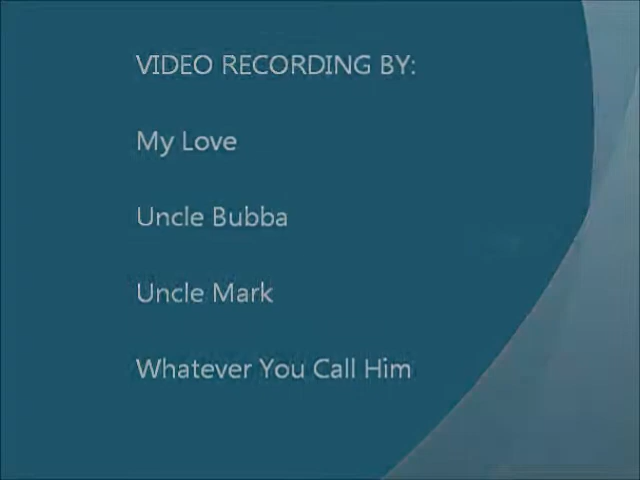 VIDEO RECORDING BY:
My Love
Uncle Bubba
Uncle Mark
Whatever You Call Him